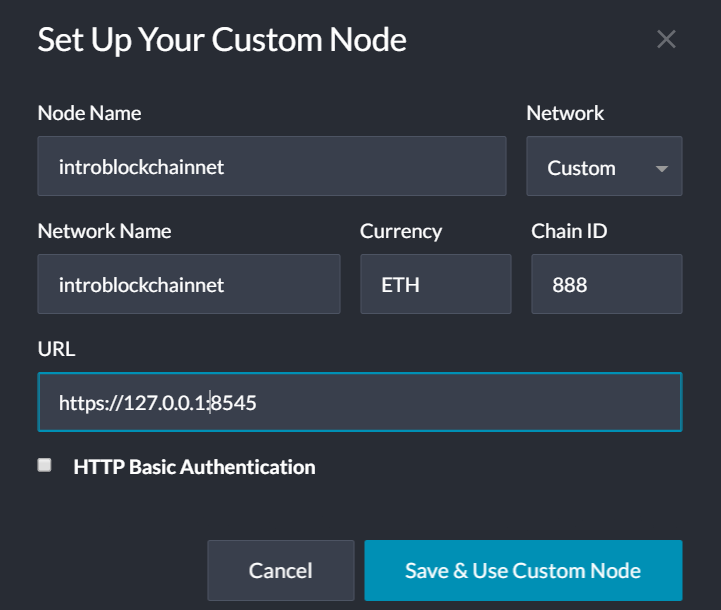 Set Up Your Custom Node
Node Name Network
introblockchainnet Custom
Network Name Currency Chain ID
introblockchainnet ETH 888
URL
https://127.0.0.1:8545
HTTP Basic Authentication
Cancel Save & Use Custom Node